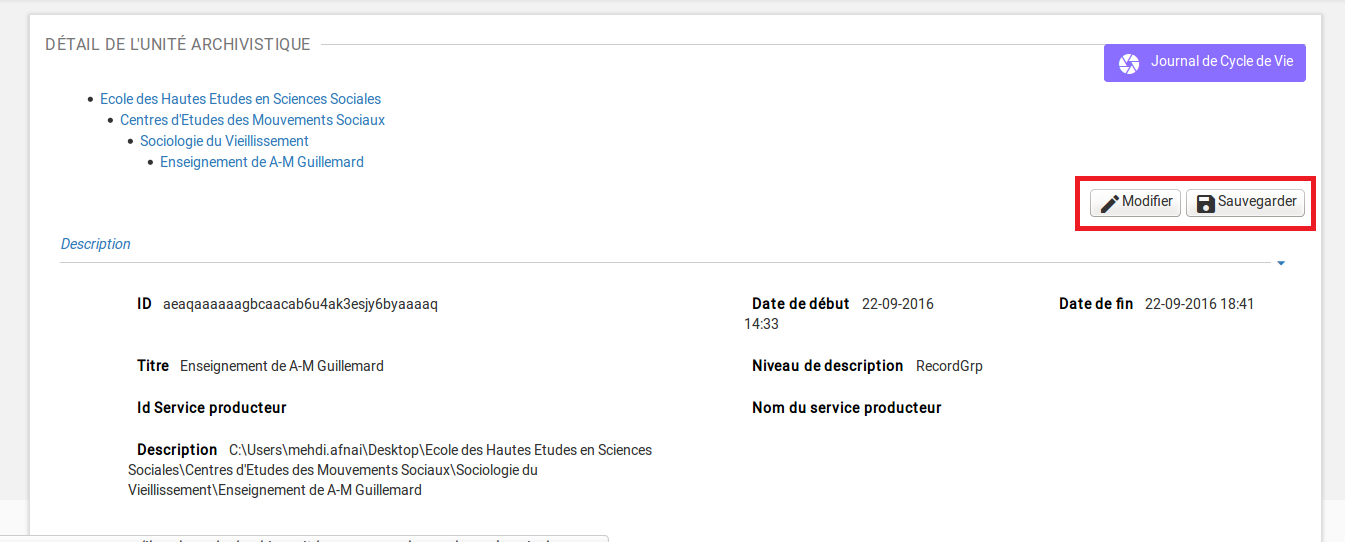 DÉTAIL DE L'UNITÉ ARCHIVISTIQUE
Journal de Cycle de Vie
Ecole des Hautes Etudes en Sciences Sociales
Centres d'Etudes des Mouvements Sociaux
Sociologie du Vieillissement
Enseignement de A-M Guillemard
Modifier Sauvegarder
Description
ID aeaqaaaaaagbcaacab6u4ak3esjy6byaaaaq Date de début 22-09-2016 Date de fin 22-09-2016 18:41
14:33
Titre Enseignement de A-M Guillemard Niveau de description RecordGrp
Id Service producteur Nom du service producteur
Description C:\Users\mehdi.afnai\Desktop\Ecole des Hautes Etudes en Sciences
Sociales\Centres d'Etudes des Mouvements Sociaux\Sociologie du
Vieillissement\Enseignement de A-M Guillemard